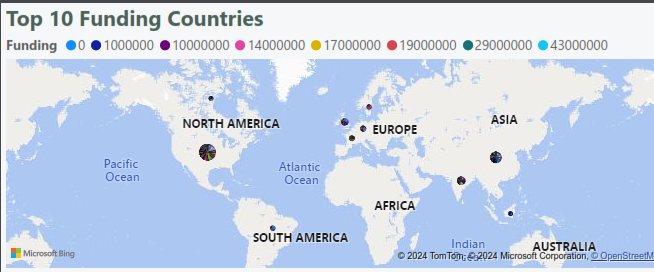 Top 10 Funding Countries
Funding 0 1000000 10000000 14000000 17000000 19000000 29000000 43000000
NORTH AMERICA
EUROPE
ASIA
Pacific
Ocean
Atlantic
Ocean
AFRICA
SOUTH AMERICA
Indian
AUSTRALIA
Microsoft Bing
© 2024 TomTom, © 2024 Microsoft Corporation, © OpenStreetM